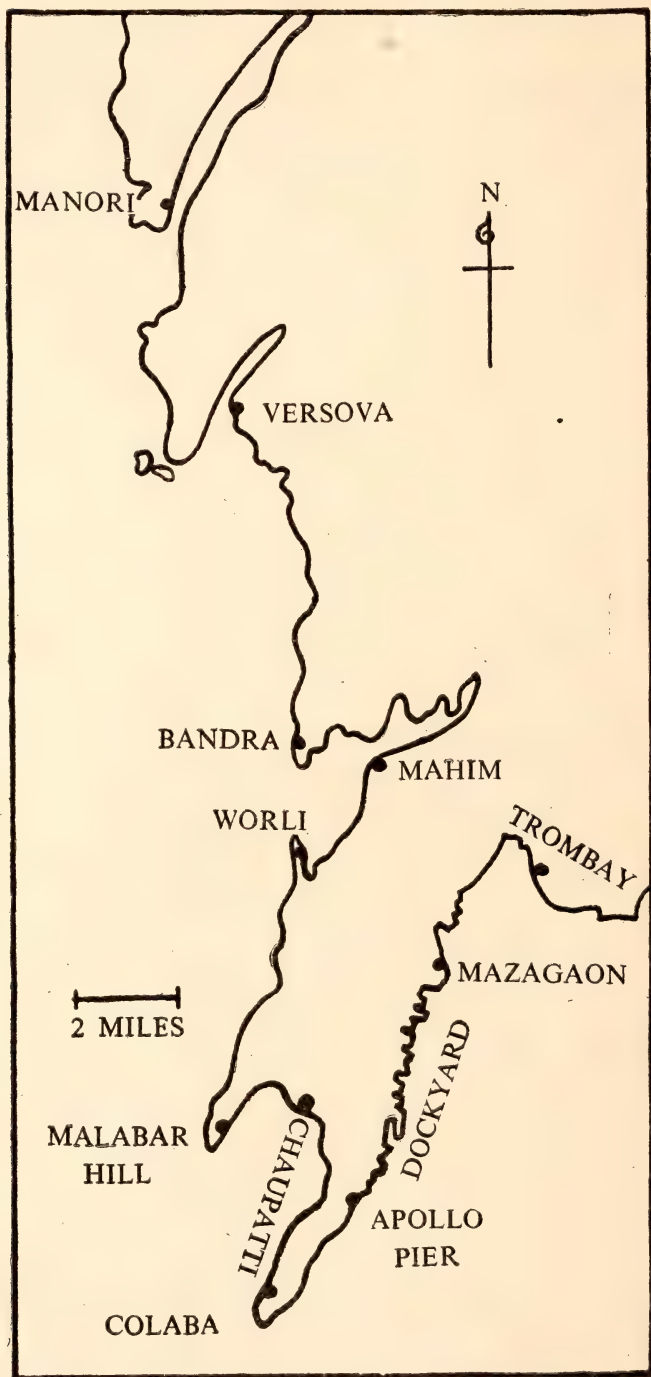 N
MANORI
VERSOVA
BANDRA
MAHIM
WORLI
TROMBAY
MAZAGAON
2 MILES
DOCKYARD
MALABAR
HILL
CHAUPATTI
APOLLO
PIER
COLABA